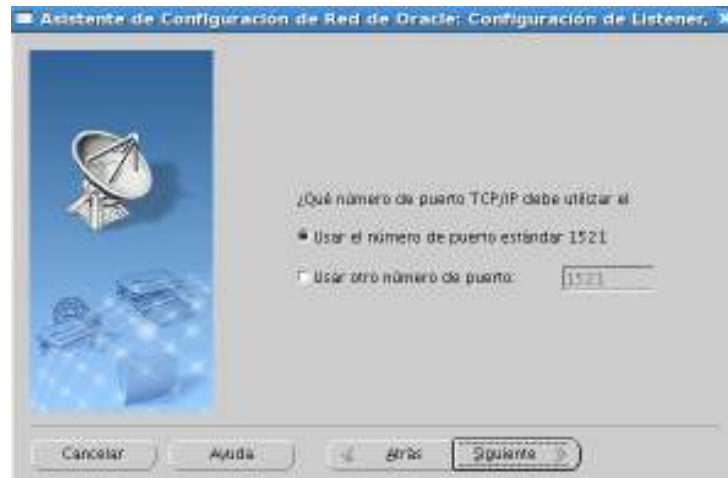 Asistente de Configuración de Red de Oracle: Configuración de Listener,
¿Qué número de puerto TCP/IP debe utilizar el
Usar el número de puerto estándar 1521
Usar otro número de puerto: 1521
Cancelar Ayuda Atrás Siguiente